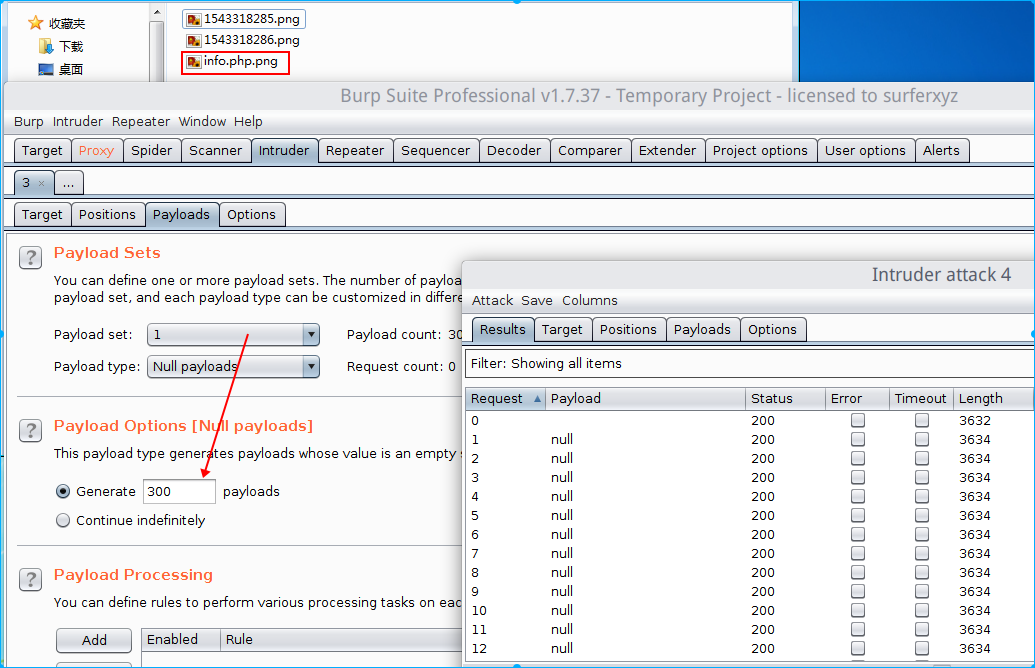 收藏夹
下载
桌面
1543318285.png
1543318286.png
info.php.png
Burp Suite Professional v1.7.37 - Temporary Project - licensed to surferxyz
Burp Intruder Repeater Window Help
Target Proxy Spider Scanner Intruder Repeater Sequencer Decoder Comparer Extender Project options User options Alerts
3 × ...
Target Positions Payloads Options
? Payload Sets
You can define one or more payload sets. The number of payloa
payload set, and each payload type can be customized in differe
Payload set: 1 Payload count: 30
Payload type: Null payloads Request count: 0
? Payload Options [Null payloads]
This payload type generates payloads whose value is an empty s
Generate 300 payloads
Continue indefinitely
? Payload Processing
You can define rules to perform various processing tasks on eac
Add Enabled Rule
Intruder attack 4
Attack Save Columns
Results Target Positions Payloads Options
Filter: Showing all items
Request Payload Status Error Timeout Length
0 200 3632
1 null 200 3634
2 null 200 3634
3 null 200 3634
4 null 200 3634
5 null 200 3634
6 null 200 3634
7 null 200 3634
8 null 200 3634
9 null 200 3634
10 null 200 3634
11 null 200 3634
12 null 200 3634